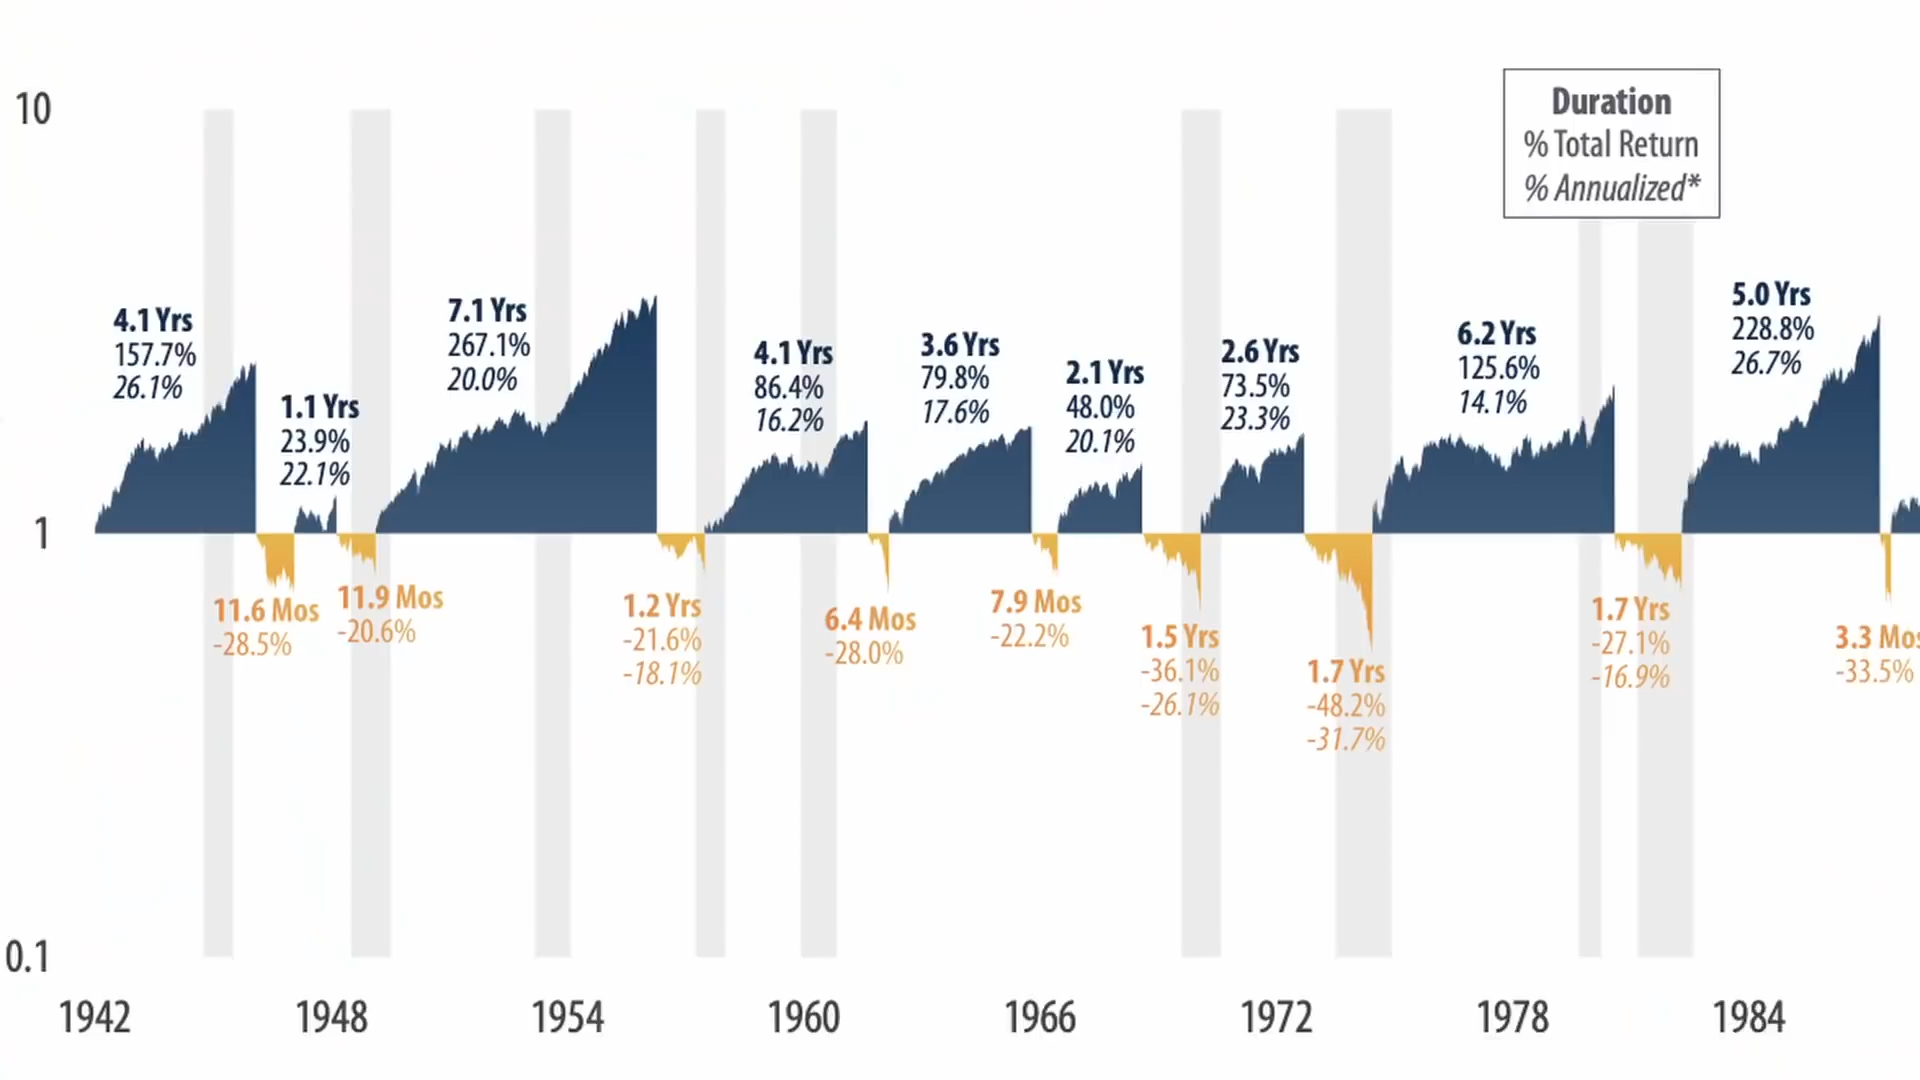 10
Duration
% Total Return
% Annualized*
4.1 Yrs
157.7%
26.1%
1.1 Yrs
23.9%
22.1%
7.1 Yrs
267.1%
20.0%
4.1 Yrs
86.4%
16.2%
3.6 Yrs
79.8%
17.6%
2.1 Yrs
48.0%
20.1%
2.6 Yrs
73.5%
23.3%
6.2 Yrs
125.6%
14.1%
5.0 Yrs
228.8%
26.7%
1
11.6 Mos
-28.5%
11.9 Mos
-20.6%
1.2 Yrs
-21.6%
-18.1%
6.4 Mos
-28.0%
7.9 Mos
-22.2%
1.5 Yrs
-36.1%
-26.1%
1.7 Yrs
-48.2%
-31.7%
1.7 Yrs
-27.1%
-16.9%
3.3 Mos
-33.5%
0.1
1942
1948
1954
1960
1966
1972
1978
1984